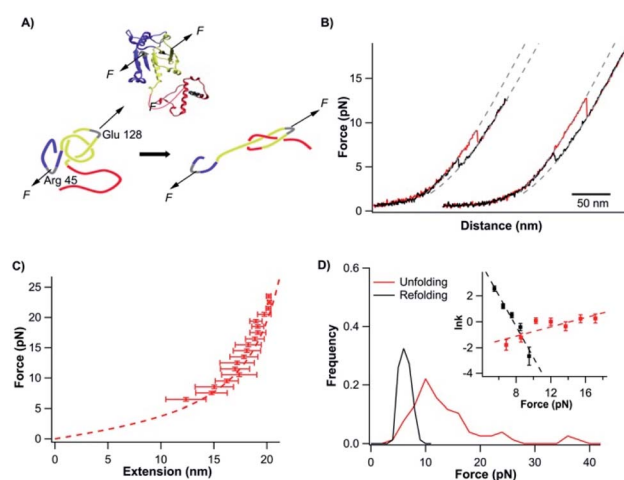 A)
F
F
F
F
Glu 128
Arg 45
F
F
B)
Force (pN)
15
10
5
0
50 nm
Distance (nm)
C)
Force (pN)
25
20
15
10
5
0
0
5
10
15
20
Extension (nm)
D)
Frequency
0.6
0.4
0.2
0.0
0
10
20
30
40
Force (pN)
Unfolding
Refolding
lnk
2
0
-2
-4
4
8
12
16
Force (pN)